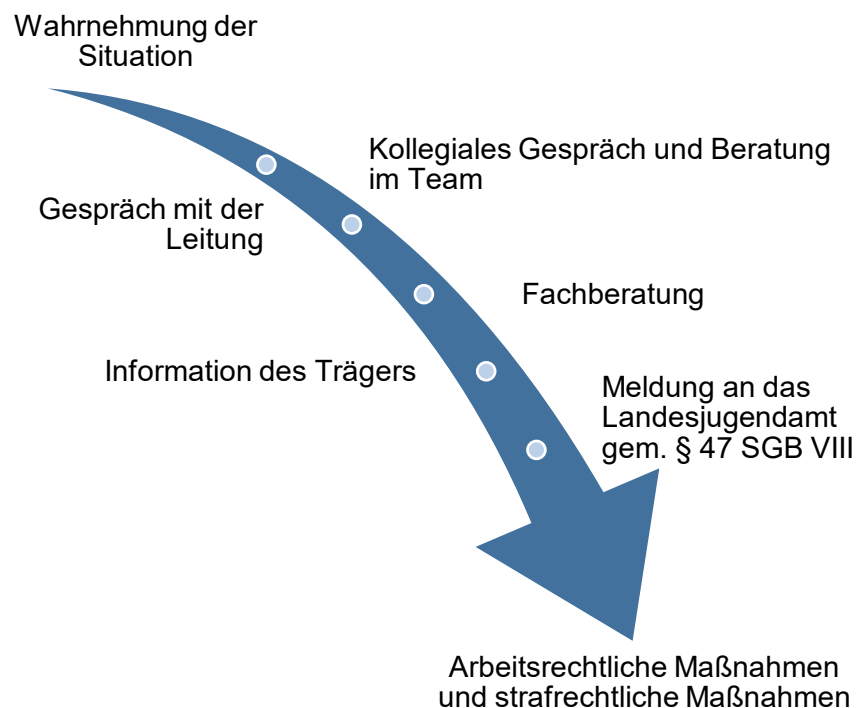 Wahrnehmung der
Situation
Kollegiales Gespräch und Beratung
im Team
Gespräch mit der
Leitung
Fachberatung
Information des Trägers
Meldung an das
Landesjugendamt
gem. § 47 SGB VIII
Arbeitsrechtliche Maßnahmen
und strafrechtliche Maßnahmen